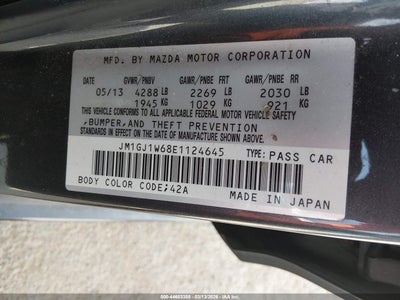 MFD. BY MAZDA MOTOR CORPORATION
GVWR/PNBV GAWR/PNBE FRT GAWR/PNBE RR
05/13 4288 LB 2269 LB 2030 LB
1945 KG 1029 KG 921 KG
THIS VEHICLE CONFORMS TO ALL
APPLICABLE FEDERAL MOTOR VEHICLE SAFETY
,BUMPER,AND THEFT PREVENTION
STANDARDS IN EFFECT ON THE
DATE OF MANUFACTURE SHOWN ABOVE.
JM1GJ1W68E1124645 TYPE:PASS CAR
BODY COLOR CODE;42A
MADE IN JAPAN